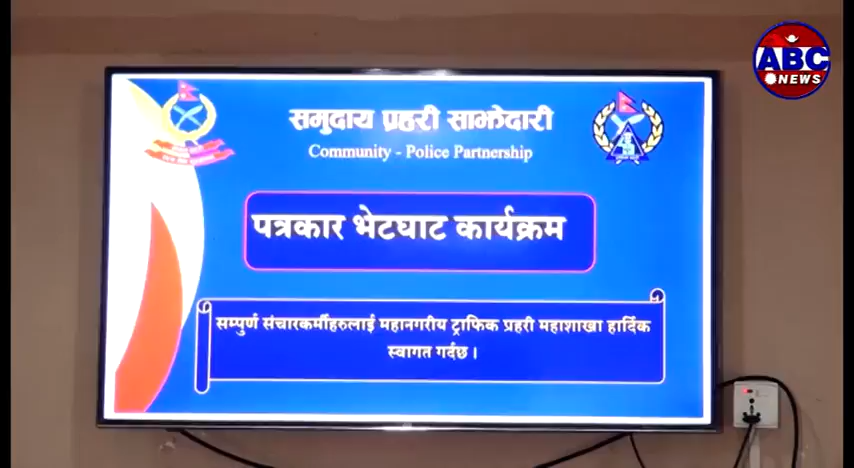 ABC
NEWS
समुदाय प्रहरी साझेदारी
Community - Police Partnership
पत्रकार भेटघाट कार्यक्रम
सम्पुर्ण संचारकर्मीहरुलाई महानगरीय ट्राफिक प्रहरी महाशाखा हार्दिक
स्वागत गर्दछ ।